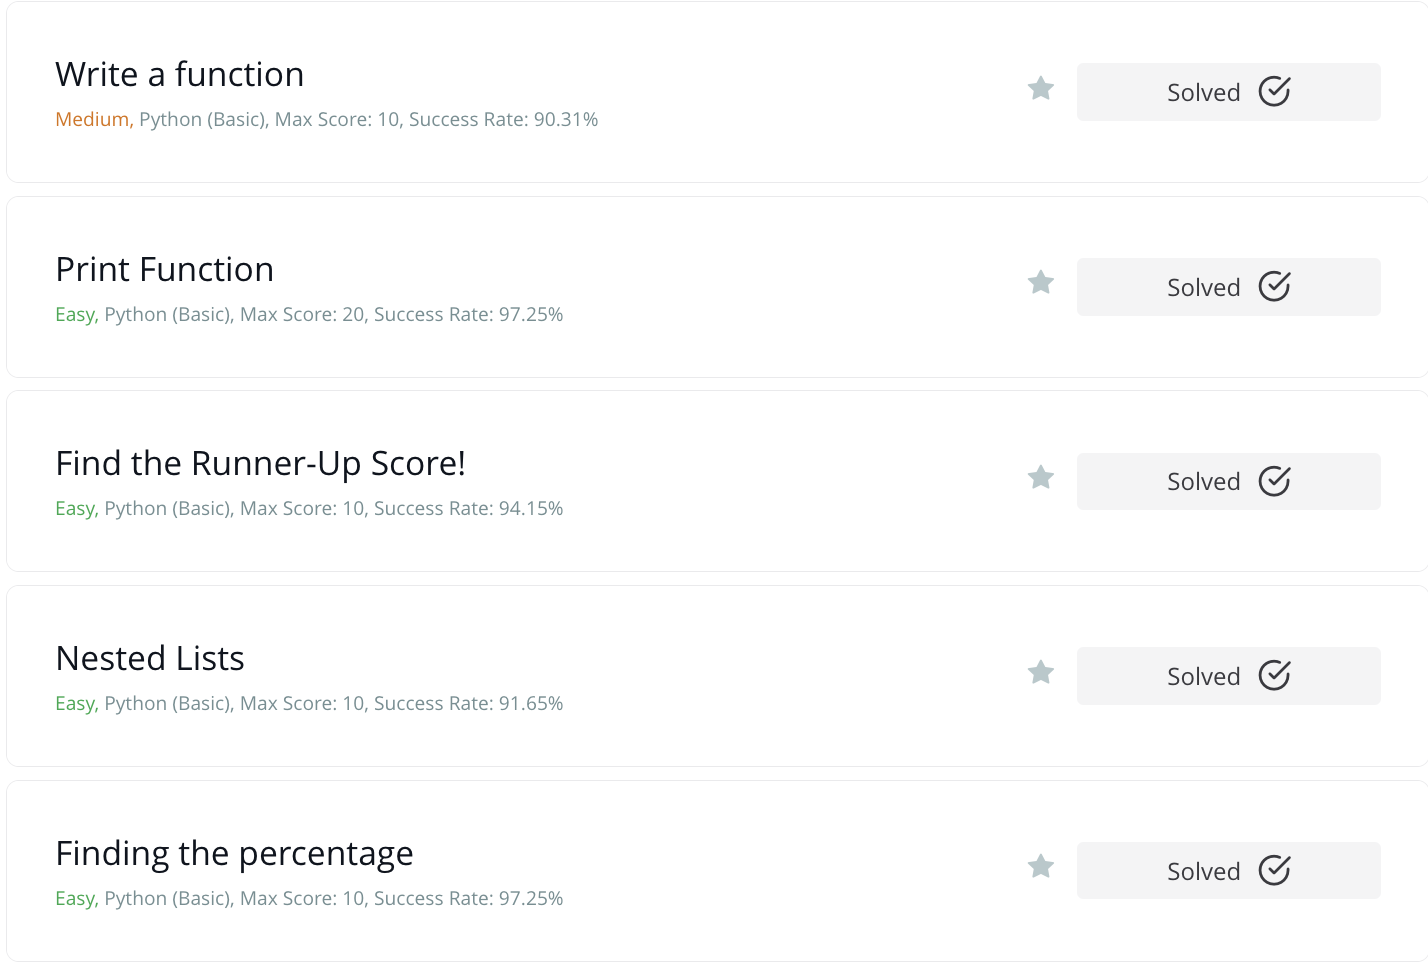 Write a function
Solved
Medium, Python (Basic), Max Score: 10, Success Rate: 90.31%
Print Function
Solved
Easy, Python (Basic), Max Score: 20, Success Rate: 97.25%
Find the Runner-Up Score!
Solved
Easy, Python (Basic), Max Score: 10, Success Rate: 94.15%
Nested Lists
Solved
Easy, Python (Basic), Max Score: 10, Success Rate: 91.65%
Finding the percentage
Solved
Easy, Python (Basic), Max Score: 10, Success Rate: 97.25%